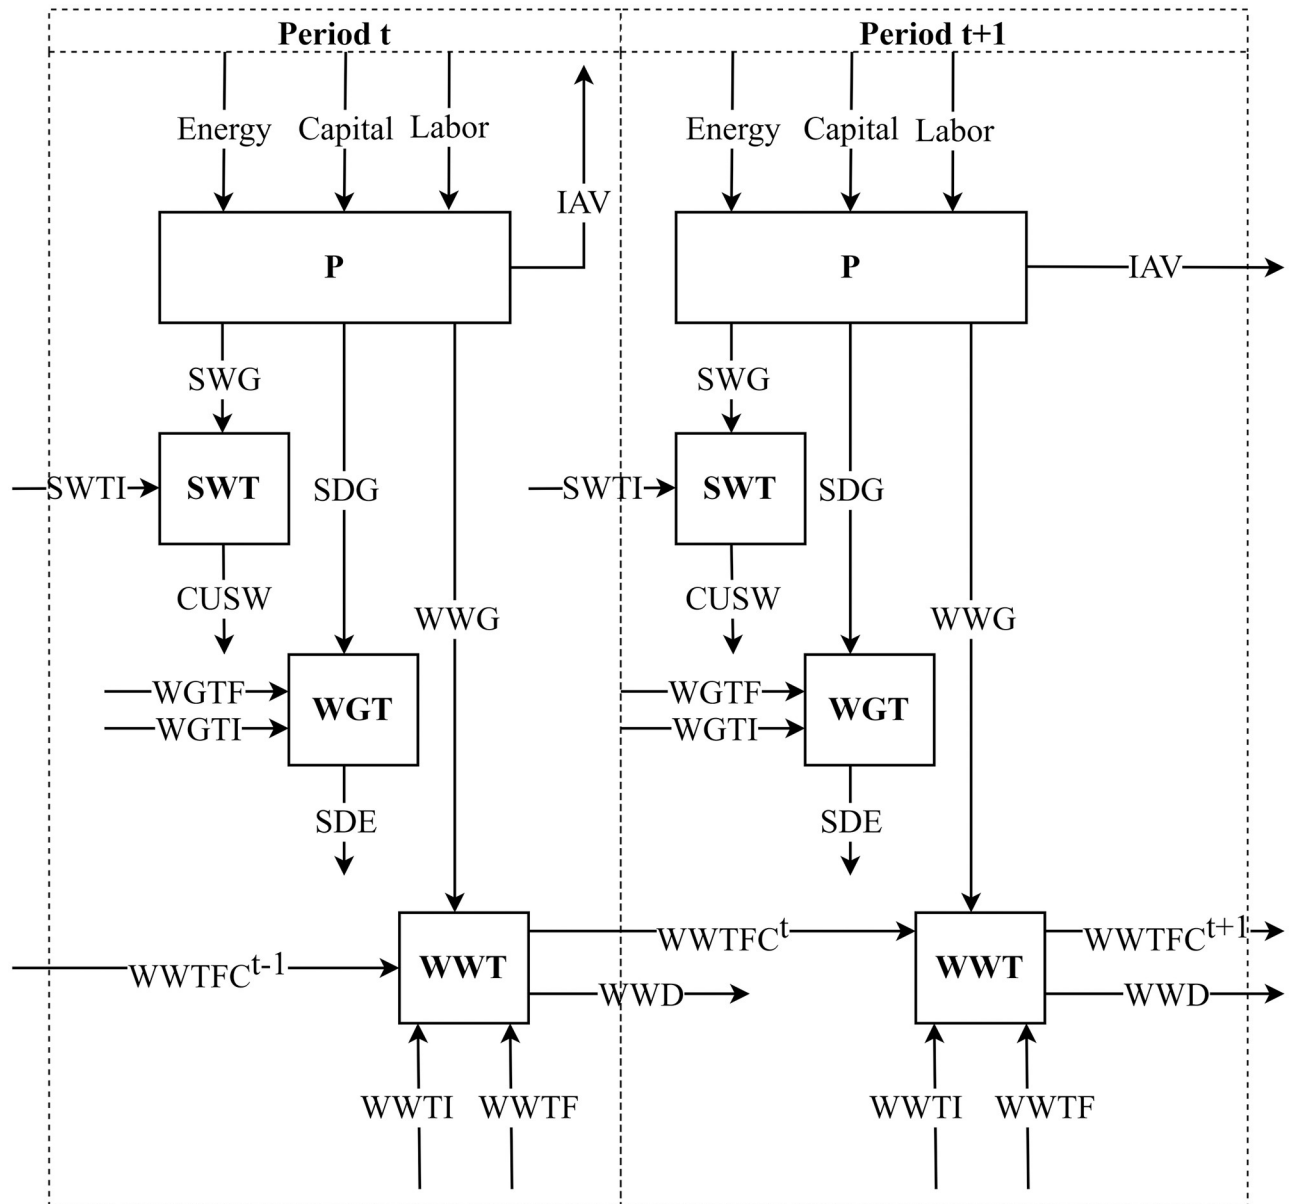 Period t
Period t+1
Energy Capital Labor
Energy Capital Labor
IAV
P
P
IAV
SWG
SWG
SWTI
SWT
SDG
SWTI
SWT
SDG
CUSW
CUSW
WWG
WWG
WGTF
WGTI
WGT
WGTF
WGTI
WGT
SDE
SDE
WWTFC^t-1
WWT
WWTFC^t
WWD
WWT
WWTFC^t+1
WWD
WWTI WWTF
WWTI WWTF